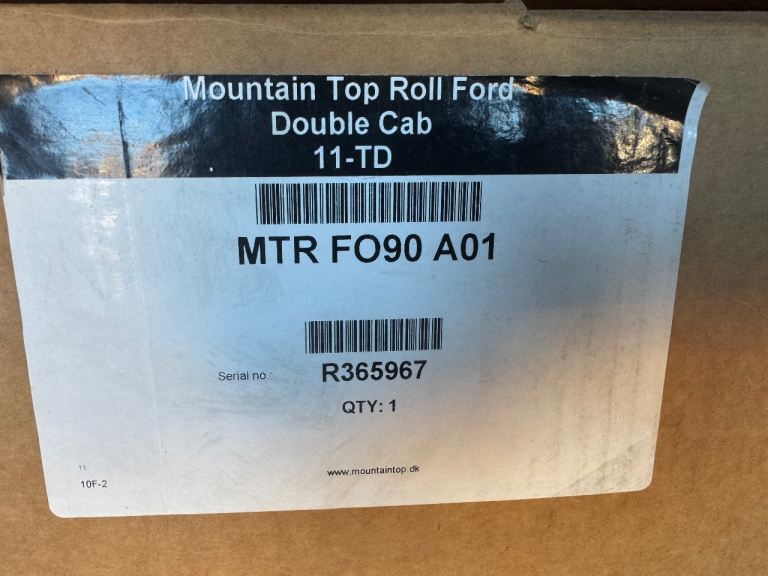 Mountain Top Roll Ford
Double Cab
11-TD
MTR FO90 A01
Serial no.: R365967
QTY: 1
www.mountaintop.dk
11
10F-2